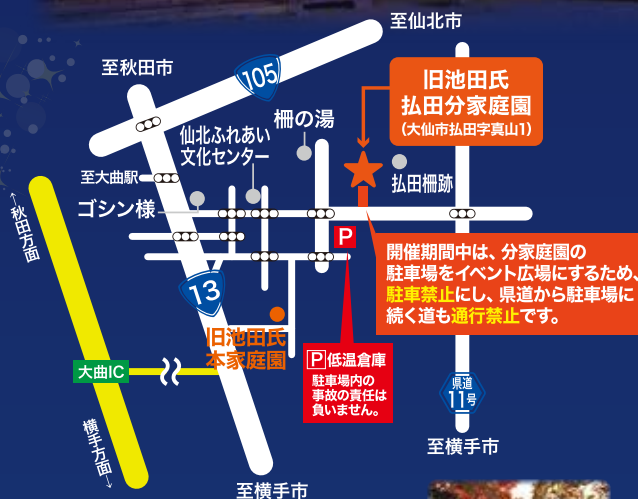 至仙北市
至秋田市
105
旧池田氏
払田分家庭園
（大仙市払田字真山1）
柵の湯
仙北ふれあい
文化センター
払田柵跡
至大曲駅
ゴシン様
←秋田方面
P
開催期間中は、分家庭園の
駐車場をイベント広場にするため、
駐車禁止にし、県道から駐車場に
続く道も通行禁止です。
13
旧池田氏
本家庭園
P低温倉庫
駐車場内の
事故の責任は
負いません。
大曲IC
県道
11号
横手方面→
至横手市
至横手市